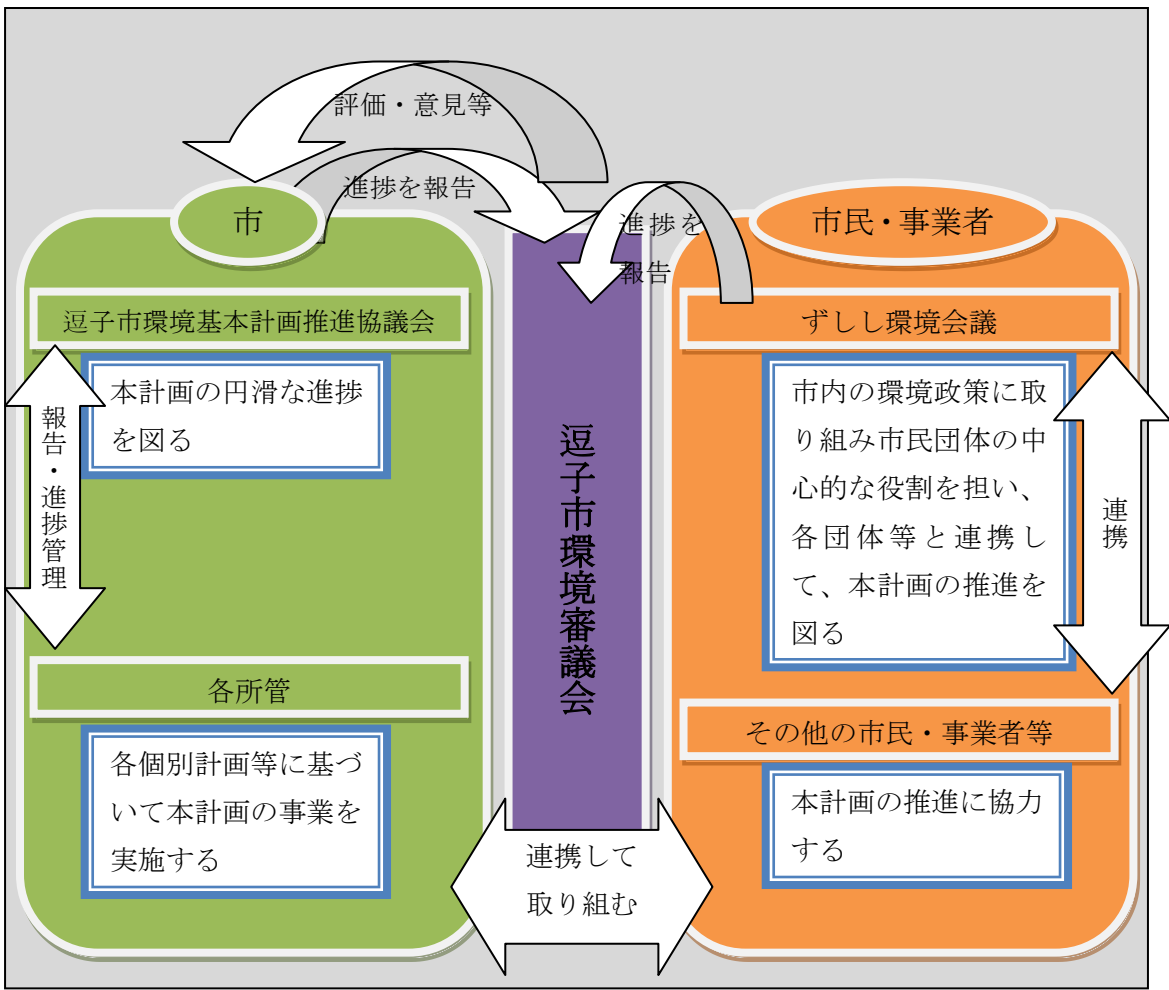 評価・意見等
進捗を報告
進捗を
報告
市
逗子市環境基本計画推進協議会
本計画の円滑な進捗
を図る
報告・進捗管理
各所管
各個別計画等に基づ
いて本計画の事業を
実施する
逗子市環境審議会
市民・事業者
ずしし環境会議
市内の環境政策に取
り組み市民団体の中
心的な役割を担い、
各団体等と連携し
て、本計画の推進を
図る
連携
その他の市民・事業者等
本計画の推進に協力
する
連携して
取り組む